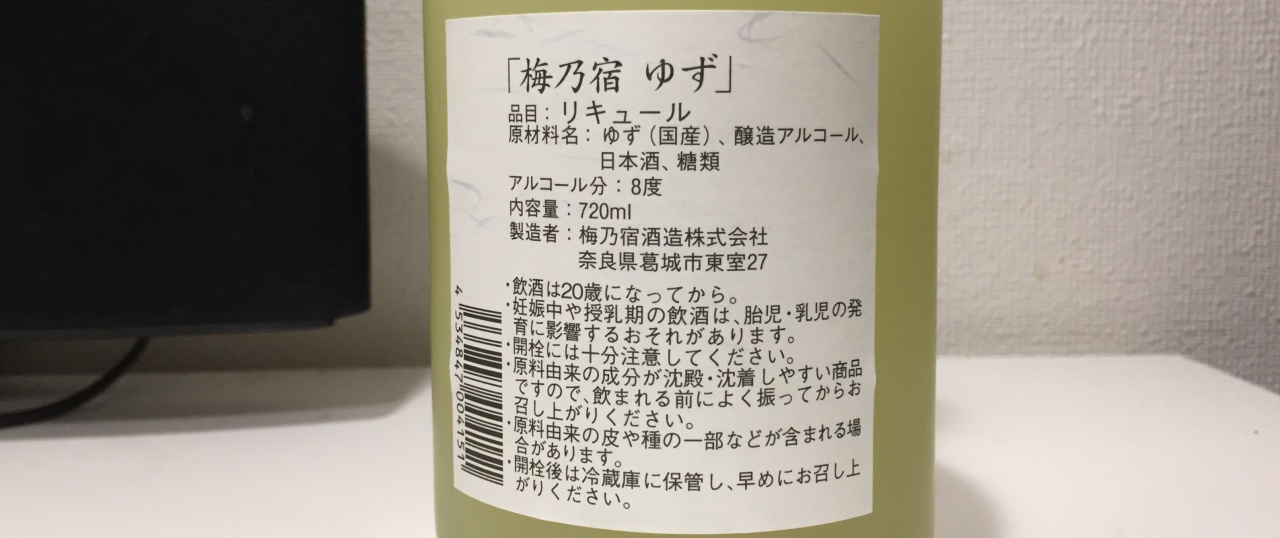 「梅乃宿 ゆず」
品目：リキュール
原材料名：ゆず（国産）、醸造アルコール、
日本酒、糖類
アルコール分：8度
内容量：720ml
製造者：梅乃宿酒造株式会社
奈良県葛城市東室27
・飲酒は20歳になってから。
・妊娠中や授乳期の飲酒は、胎児・乳児の発
育に影響するおそれがあります。
・開栓には十分注意してください。
・原料由来の成分が沈殿・沈着しやすい商品
ですので、飲まれる前によく振ってからお
召し上がりください。
・原料由来の皮や種の一部などが含まれる場
合があります。
・開栓後は冷蔵庫に保管し、早めにお召し上
がりください。
4 534847 004151